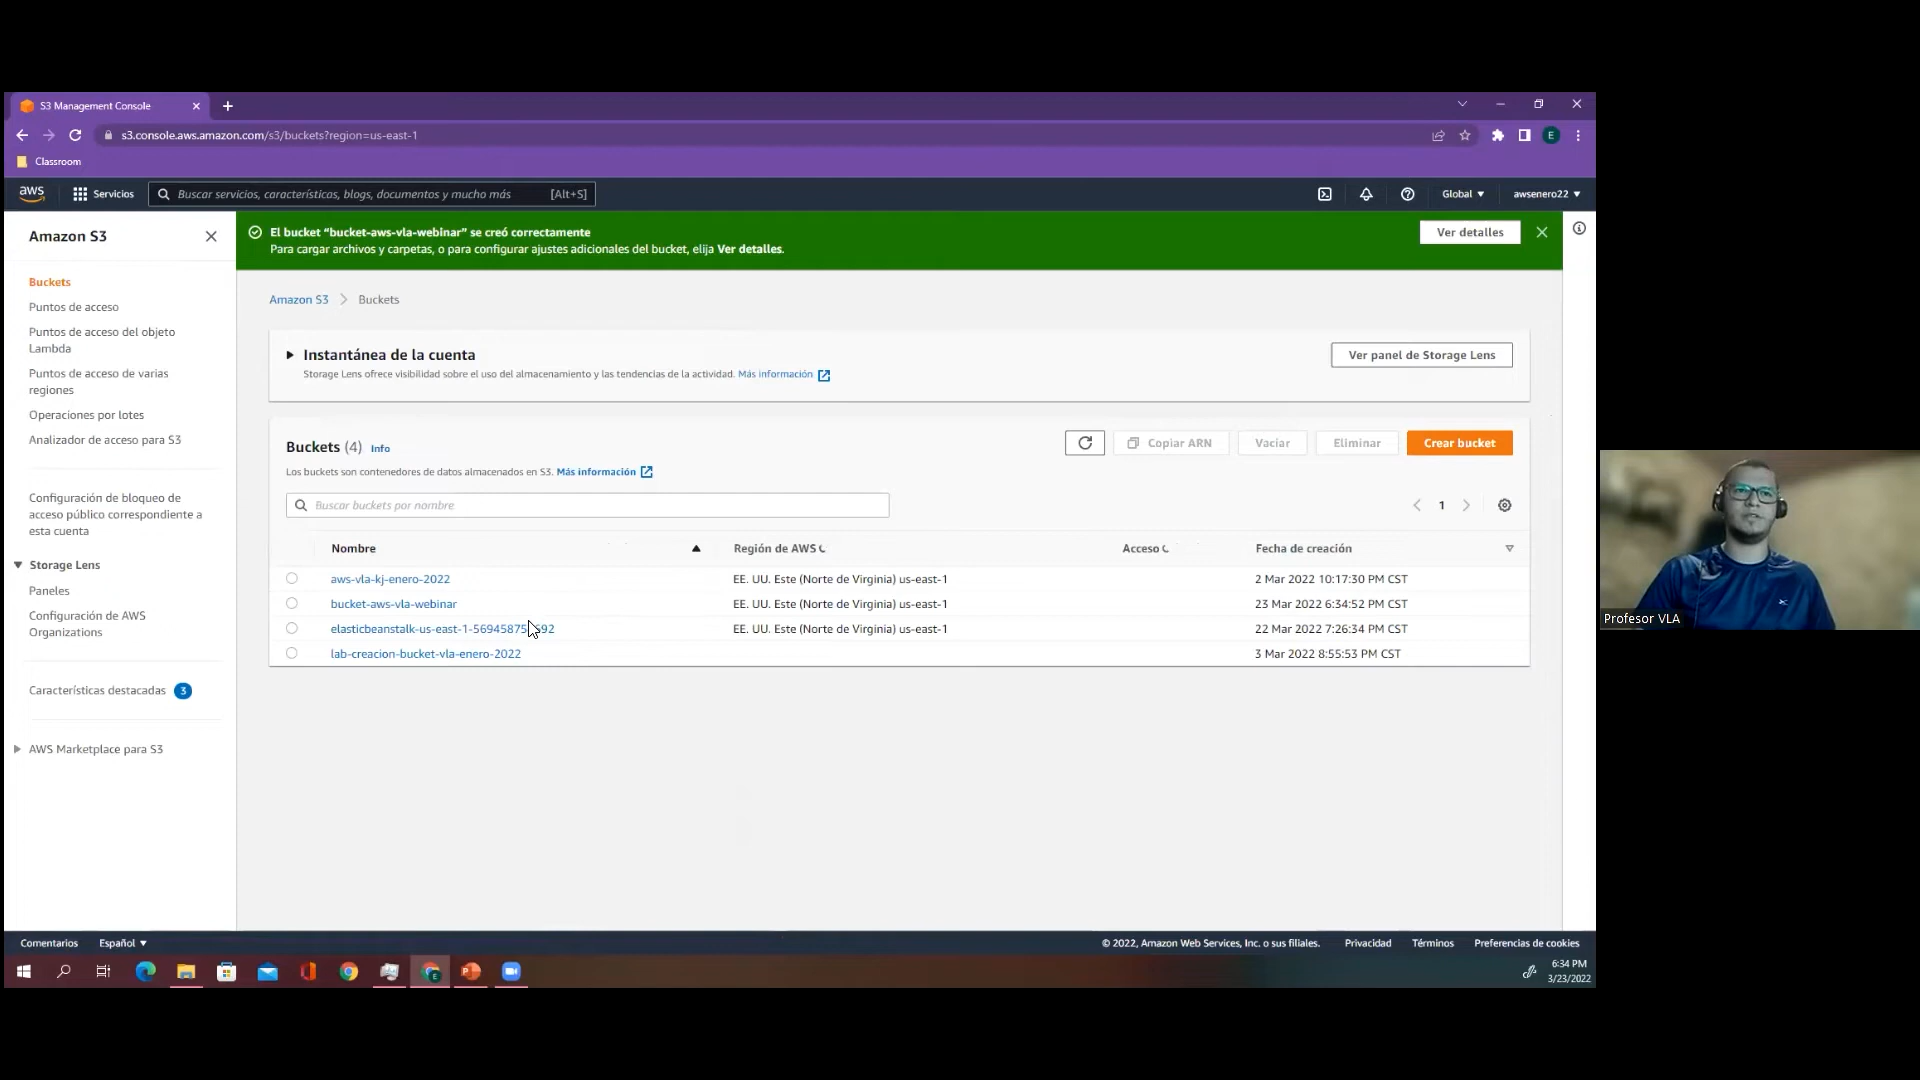 S3 Management Console
s3.console.aws.amazon.com/s3/buckets?region=us-east-1
Classroom
aws
Servicios
Buscar servicios, características, blogs, documentos y mucho más [Alt+S]
Global
awsenero22
Amazon S3
Buckets
Puntos de acceso
Puntos de acceso del objeto
Lambda
Puntos de acceso de varias
regiones
Operaciones por lotes
Analizador de acceso para S3
Configuración de bloqueo de
acceso público correspondiente a
esta cuenta
Storage Lens
Paneles
Configuración de AWS
Organizations
Características destacadas 3
AWS Marketplace para S3
El bucket “bucket-aws-vla-webinar” se creó correctamente
Para cargar archivos y carpetas, o para configurar ajustes adicionales del bucket, elija Ver detalles.
Ver detalles
Amazon S3 Buckets
Instantánea de la cuenta
Storage Lens ofrece visibilidad sobre el uso del almacenamiento y las tendencias de la actividad. Más información
Ver panel de Storage Lens
Buckets (4) Info
Los buckets son contenedores de datos almacenados en S3. Más información
Copiar ARN
Vaciar
Eliminar
Crear bucket
Buscar buckets por nombre
1
Nombre Región de AWS Acceso Fecha de creación
aws-vla-kj-enero-2022 EE. UU. Este (Norte de Virginia) us-east-1 2 Mar 2022 10:17:30 PM CST
bucket-aws-vla-webinar EE. UU. Este (Norte de Virginia) us-east-1 23 Mar 2022 6:34:52 PM CST
EE. UU. Este (Norte de Virginia) us-east-1 22 Mar 2022 7:26:34 PM CST
lab-creacion-bucket-vla-enero-2022 3 Mar 2022 8:55:53 PM CST
Profesor VLA
Comentarios
Español
© 2022, Amazon Web Services, Inc. o sus filiales.
Privacidad
Términos
Preferencias de cookies
6:34 PM
3/23/2022